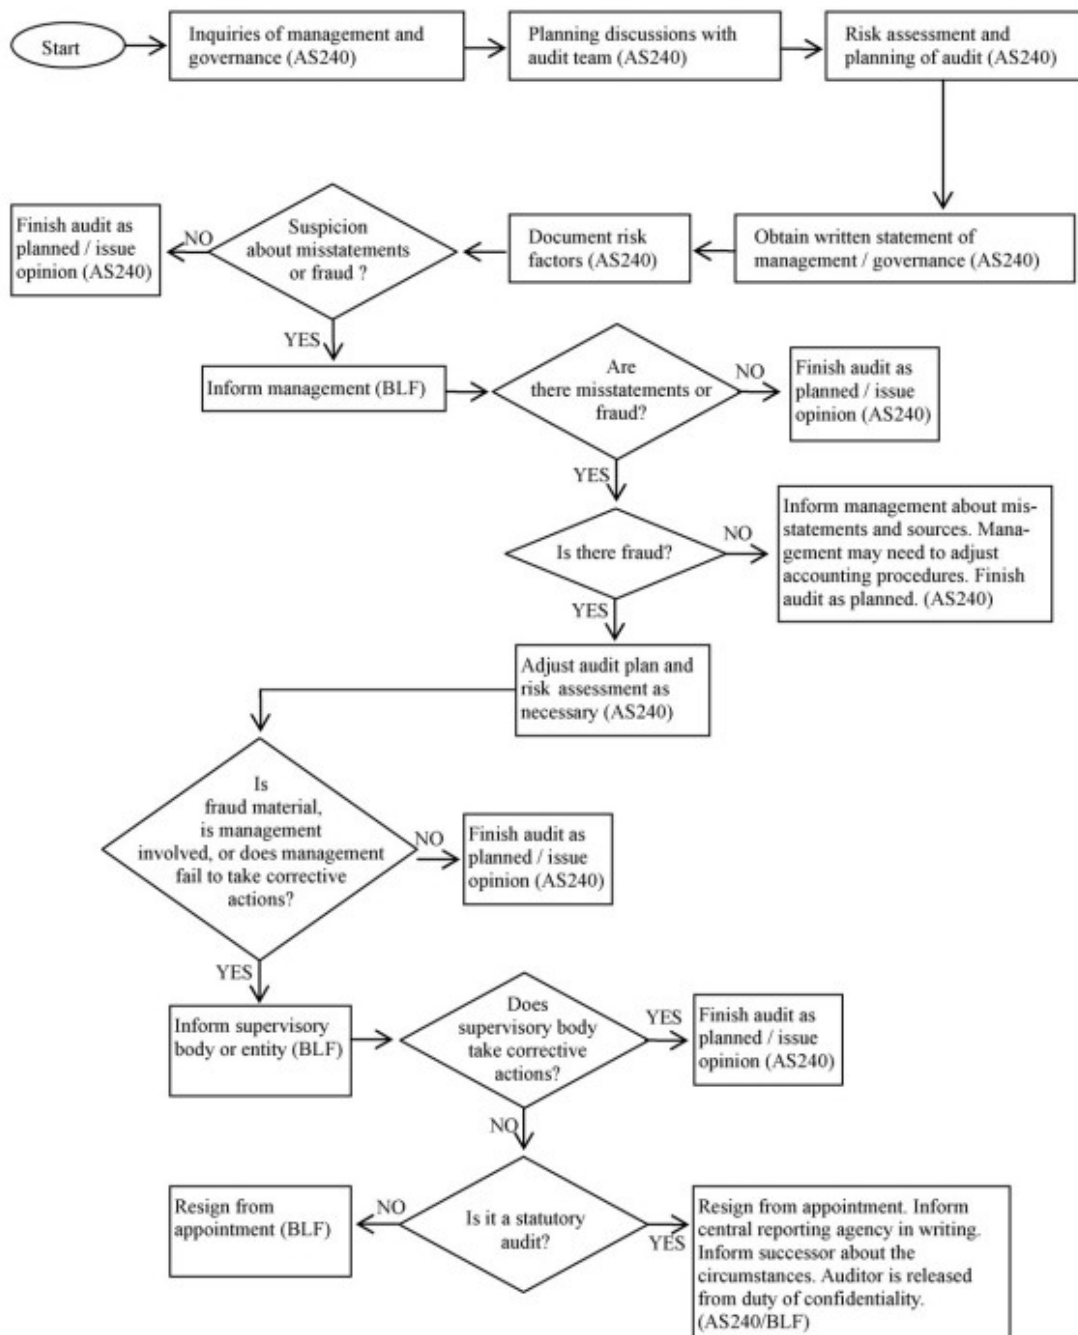 Start
Inquiries of management and
governance (AS240)
Planning discussions with
audit team (AS240)
Risk assessment and
planning of audit (AS240)
Obtain written statement of
management / governance (AS240)
Document risk
factors (AS240)
Suspicion
about misstatements
or fraud ?
NO
Finish audit as
planned / issue
opinion (AS240)
YES
Inform management (BLF)
Are
there misstatements or
fraud?
NO
Finish audit as
planned / issue
opinion (AS240)
YES
Is there fraud?
NO
Inform management about mis-
statements and sources. Mana-
gement may need to adjust
accounting procedures. Finish
audit as planned. (AS240)
YES
Adjust audit plan and
risk assessment as
necessary (AS240)
Is
fraud material,
is management
involved, or does management
fail to take corrective
actions?
NO
Finish audit as
planned / issue
opinion (AS240)
YES
Inform supervisory
body or entity (BLF)
Does
supervisory body
take corrective
actions?
YES
Finish audit as
planned / issue
opinion (AS240)
NO
Is it a statutory
audit?
NO
Resign from
appointment (BLF)
YES
Resign from appointment. Inform
central reporting agency in writing.
Inform successor about the
circumstances. Auditor is released
from duty of confidentiality.
(AS240/BLF)